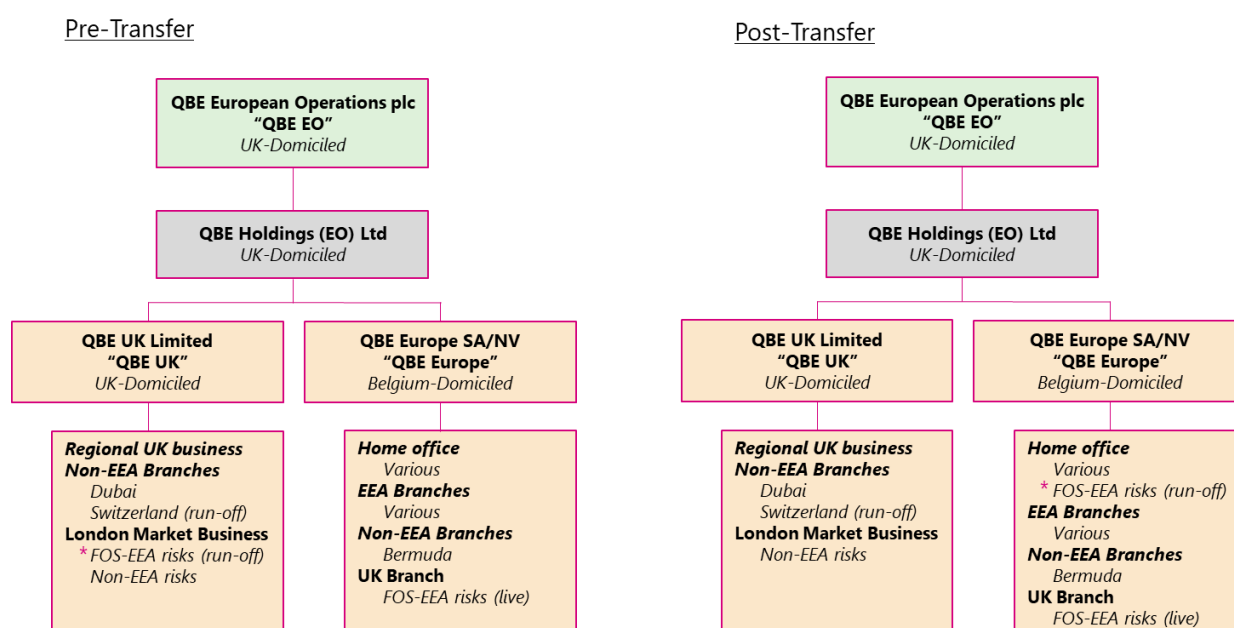 Pre-Transfer
QBE European Operations plc
“QBE EO”
UK-Domiciled
QBE Holdings (EO) Ltd
UK-Domiciled
QBE UK Limited
“QBE UK”
UK-Domiciled
QBE Europe SA/NV
“QBE Europe”
Belgium-Domiciled
Regional UK business
Non-EEA Branches
Dubai
Switzerland (run-off)
London Market Business
* FOS-EEA risks (run-off)
Non-EEA risks
Home office
Various
EEA Branches
Various
Non-EEA Branches
Bermuda
UK Branch
FOS-EEA risks (live)
Post-Transfer
QBE European Operations plc
“QBE EO”
UK-Domiciled
QBE Holdings (EO) Ltd
UK-Domiciled
QBE UK Limited
“QBE UK”
UK-Domiciled
QBE Europe SA/NV
“QBE Europe”
Belgium-Domiciled
Regional UK business
Non-EEA Branches
Dubai
Switzerland (run-off)
London Market Business
Non-EEA risks
Home office
Various
* FOS-EEA risks (run-off)
EEA Branches
Various
Non-EEA Branches
Bermuda
UK Branch
FOS-EEA risks (live)